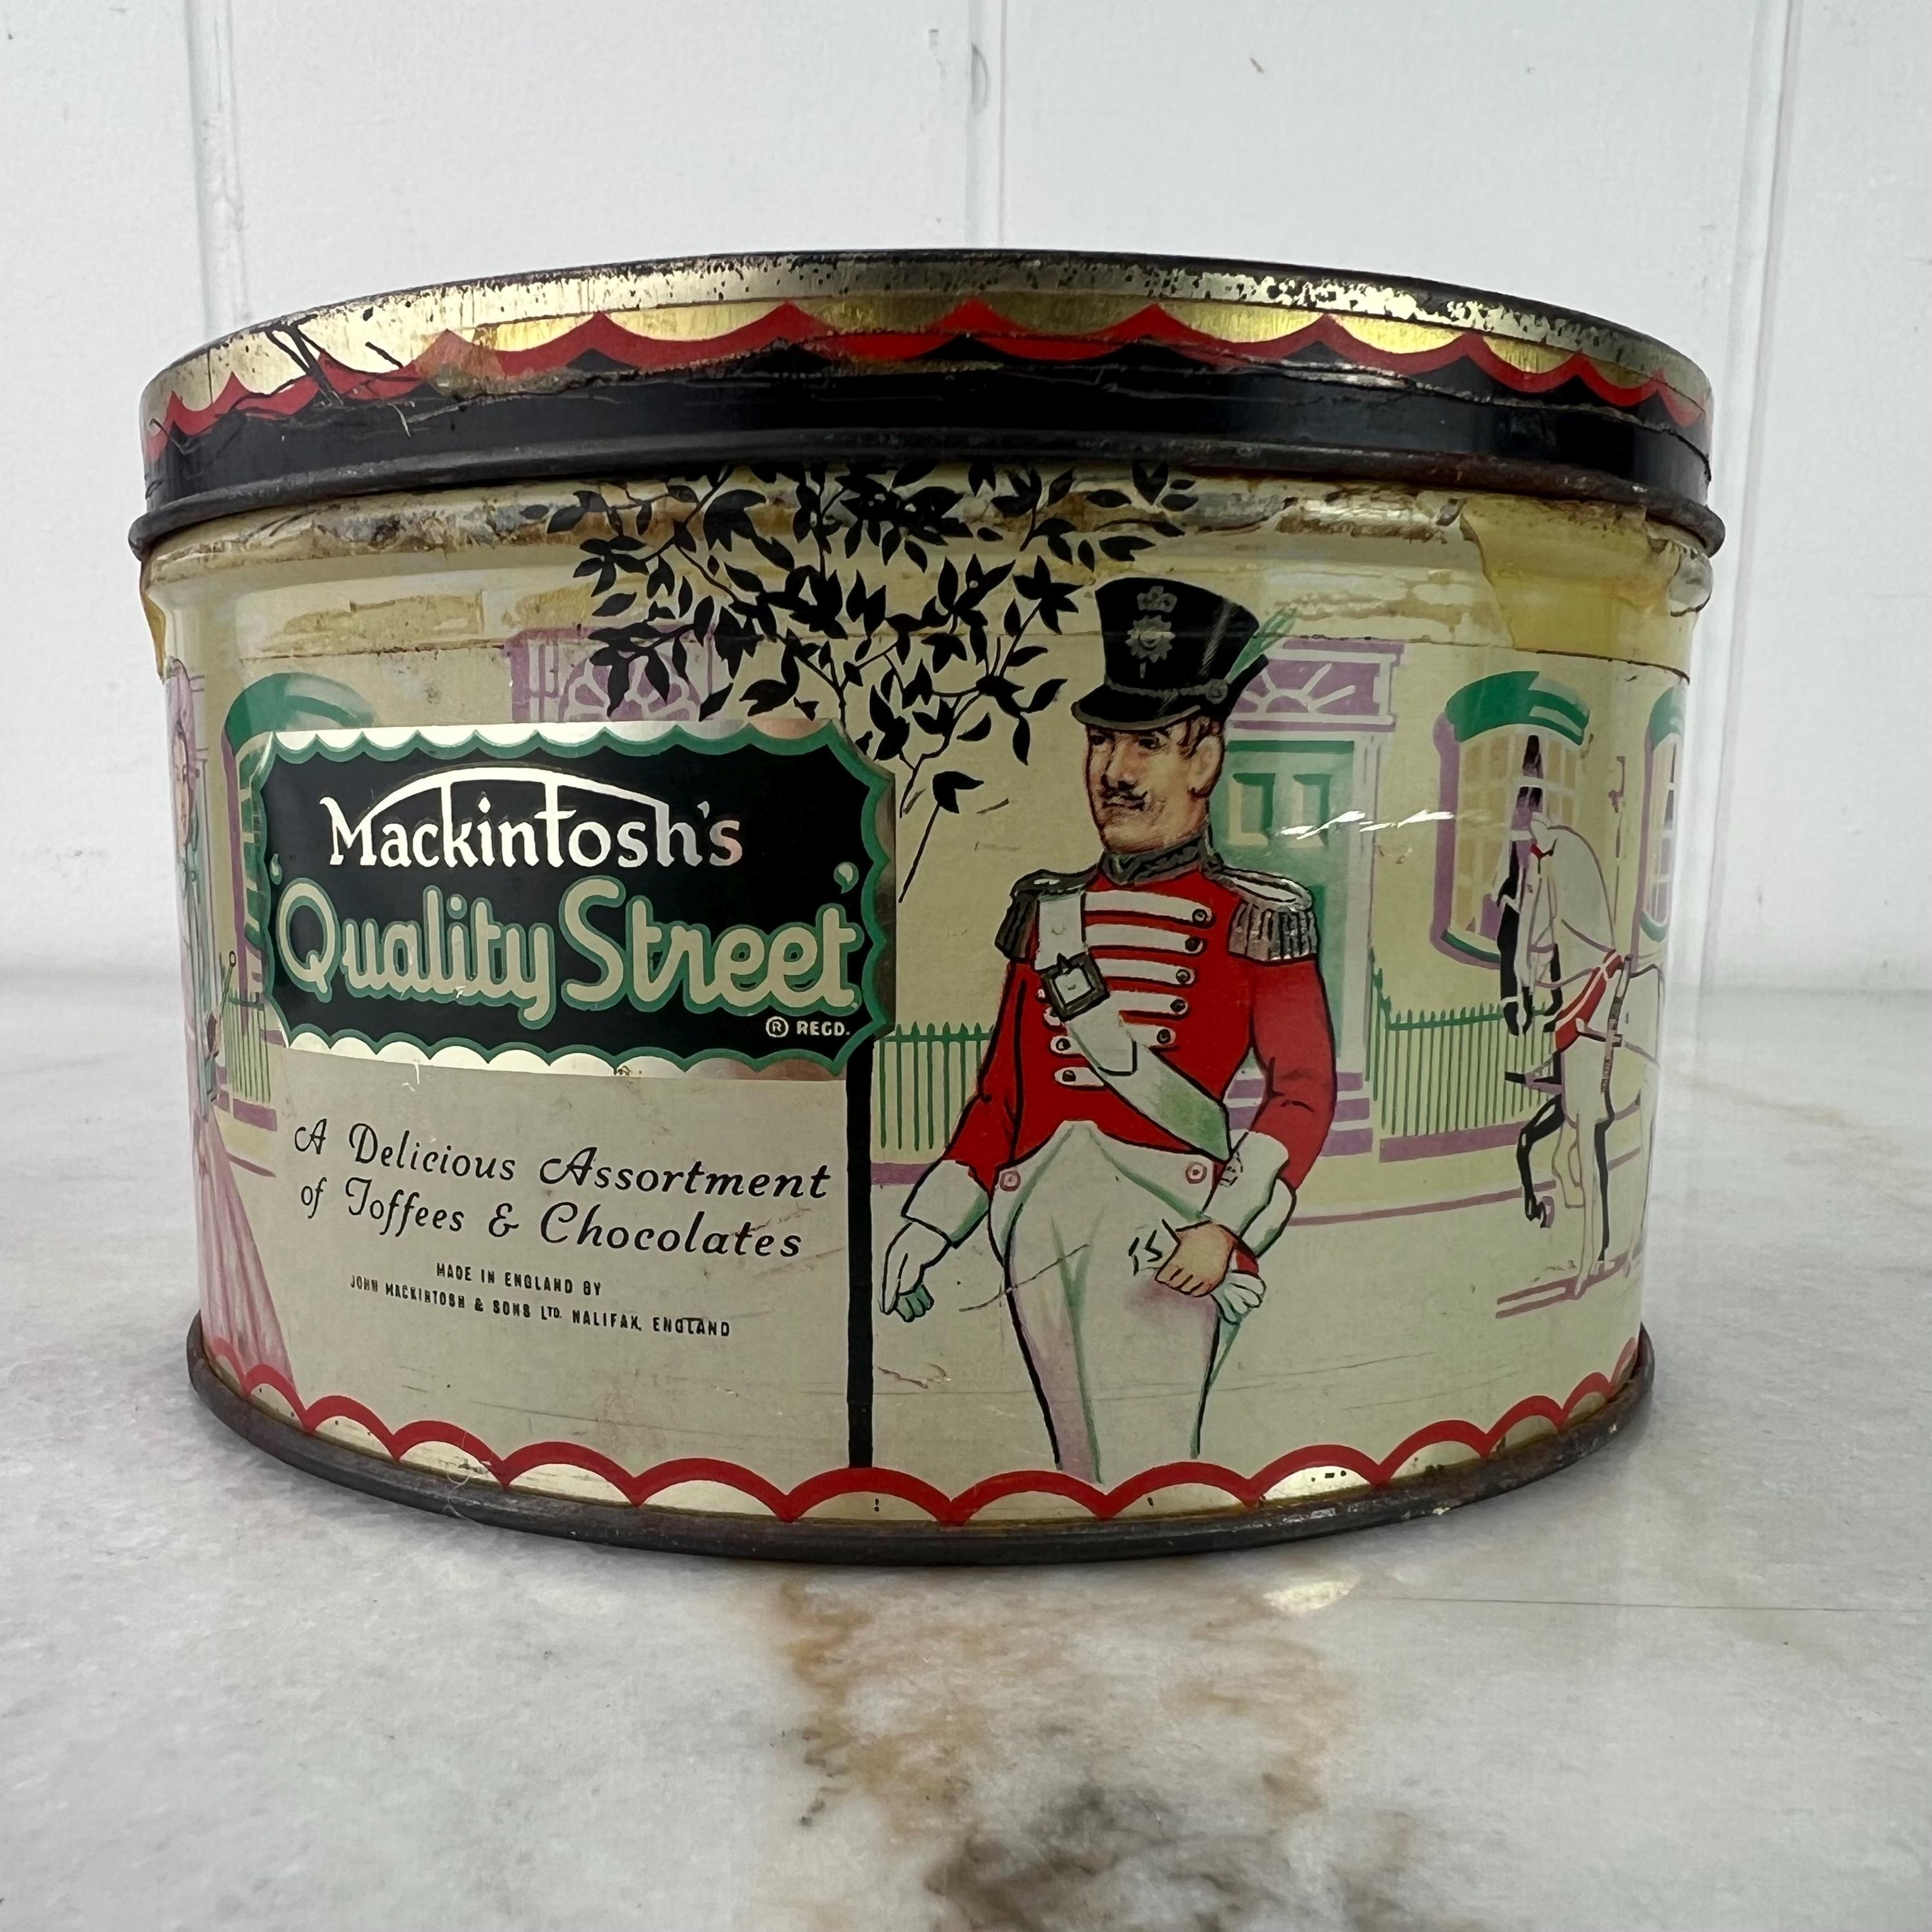 Mackintosh's
'Quality Street'
® REGD.
A Delicious Assortment
of Toffees & Chocolates
MADE IN ENGLAND BY
JOHN MACKINTOSH & SONS LTD. HALIFAX, ENGLAND